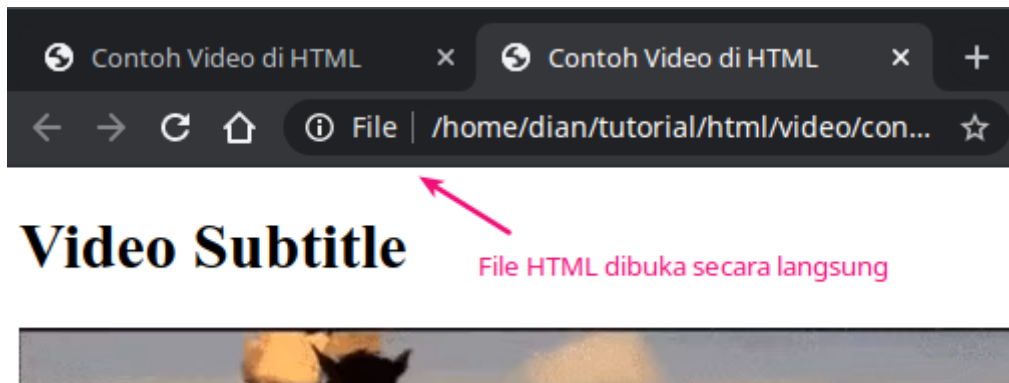 Contoh Video di HTML
Contoh Video di HTML
File
/home/dian/tutorial/html/video/con...
Video Subtitle
File HTML dibuka secara langsung